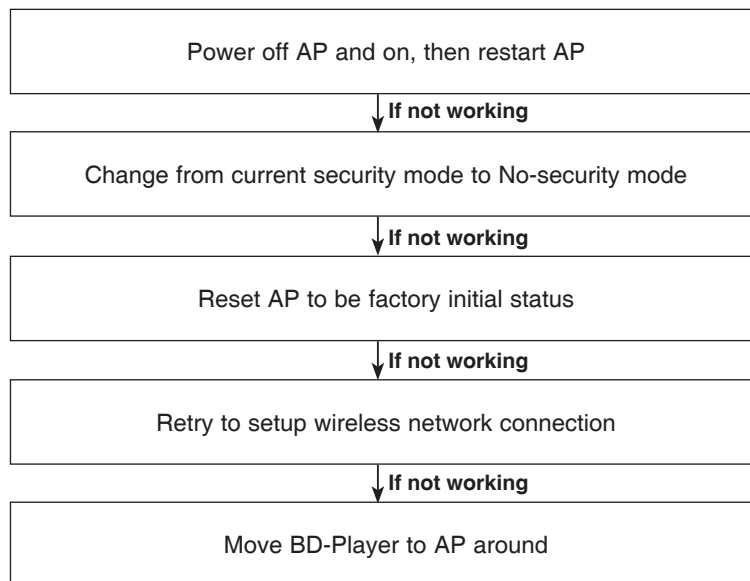 Power off AP and on, then restart AP
If not working
Change from current security mode to No-security mode
If not working
Reset AP to be factory initial status
If not working
Retry to setup wireless network connection
If not working
Move BD-Player to AP around